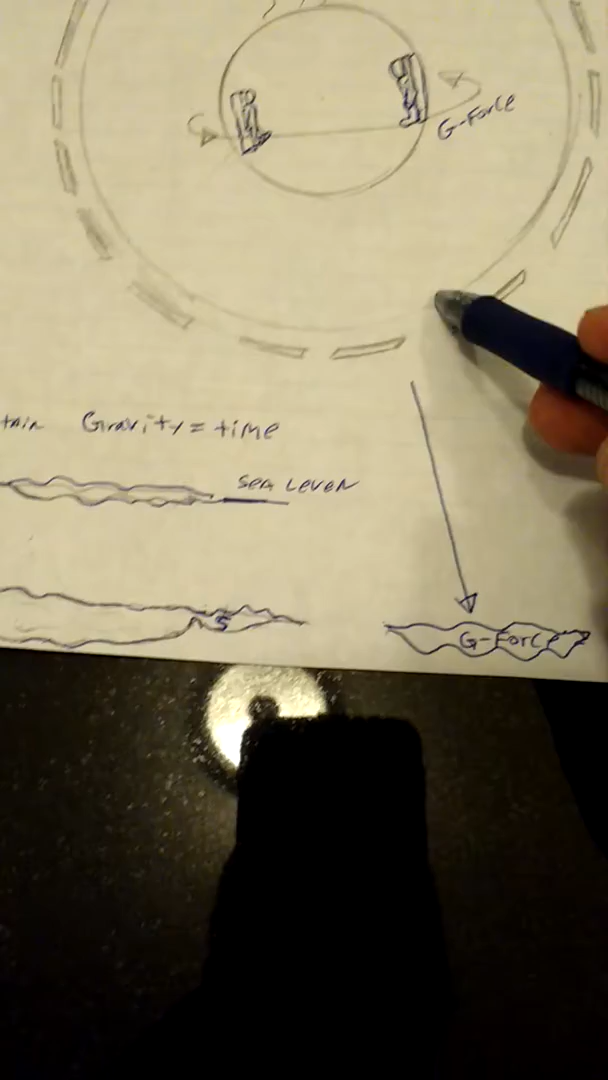 G-Force
Gravity = time
SEA LEVEN
S
G-Force